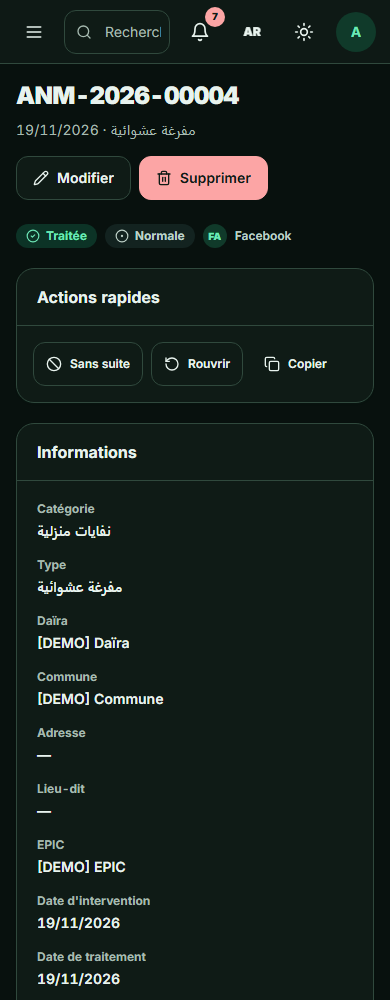 Recherch
7
AR
A
ANM-2026-00004
19/11/2026 · مفرغة عشوائية
Modifier
Supprimer
Traitée
Normale
FA Facebook
Actions rapides
Sans suite
Rouvrir
Copier
Informations
Catégorie
نفايات منزلية
Type
مفرغة عشوائية
Daïra
[DEMO] Daïra
Commune
[DEMO] Commune
Adresse
—
Lieu-dit
—
EPIC
[DEMO] EPIC
Date d'intervention
19/11/2026
Date de traitement
19/11/2026